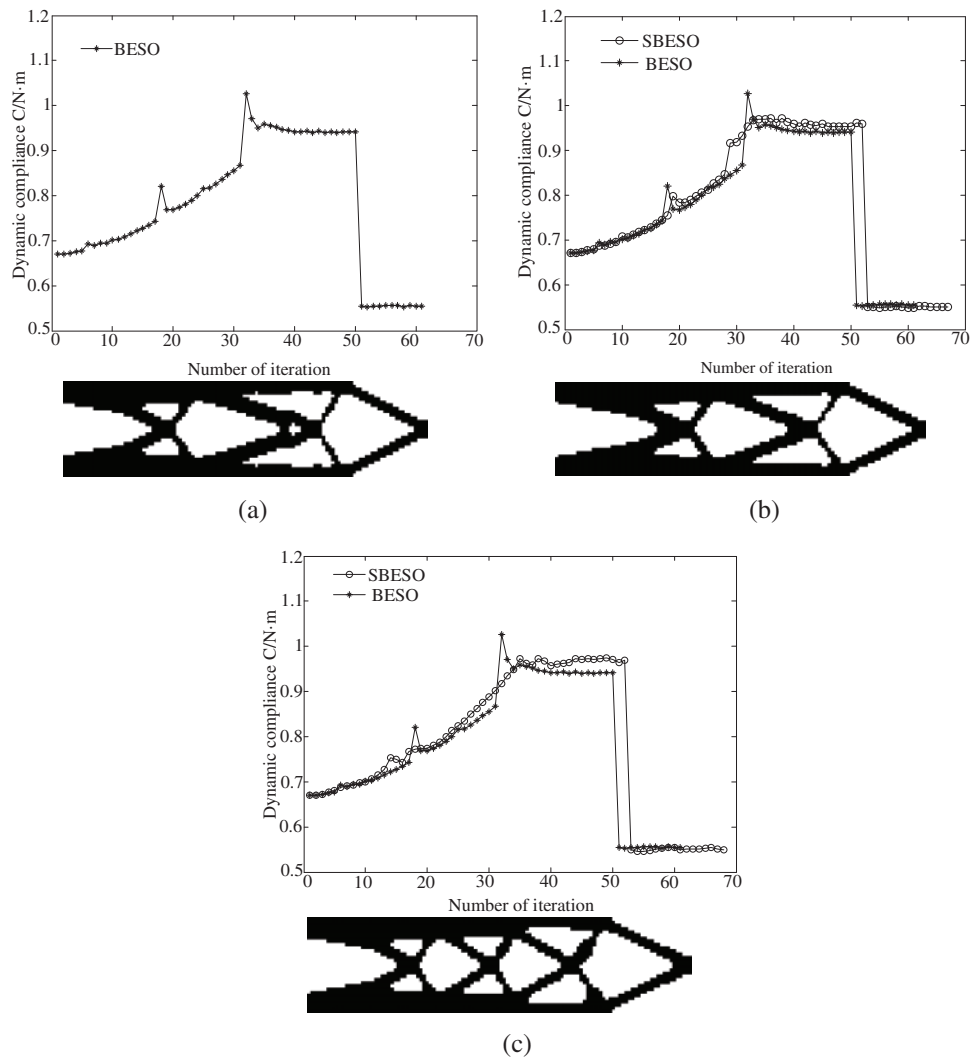 1.2
1.1
1
0.9
0.8
0.7
0.6
0.5
Dynamic compliance C/N·m
BESO
0 10 20 30 40 50 60 70
Number of iteration
(a)
1.2
1.1
1
0.9
0.8
0.7
0.6
0.5
Dynamic compliance C/N·m
SBESO
BESO
0 10 20 30 40 50 60 70
Number of iteration
(b)
1.2
1.1
1
0.9
0.8
0.7
0.6
0.5
Dynamic compliance C/N·m
SBESO
BESO
0 10 20 30 40 50 60 70
Number of iteration
(c)